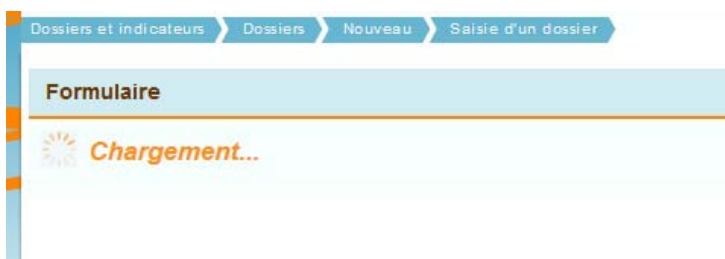 Dossiers et indicateurs Dossiers Nouveau Saisie d'un dossier
Formulaire
Chargement...